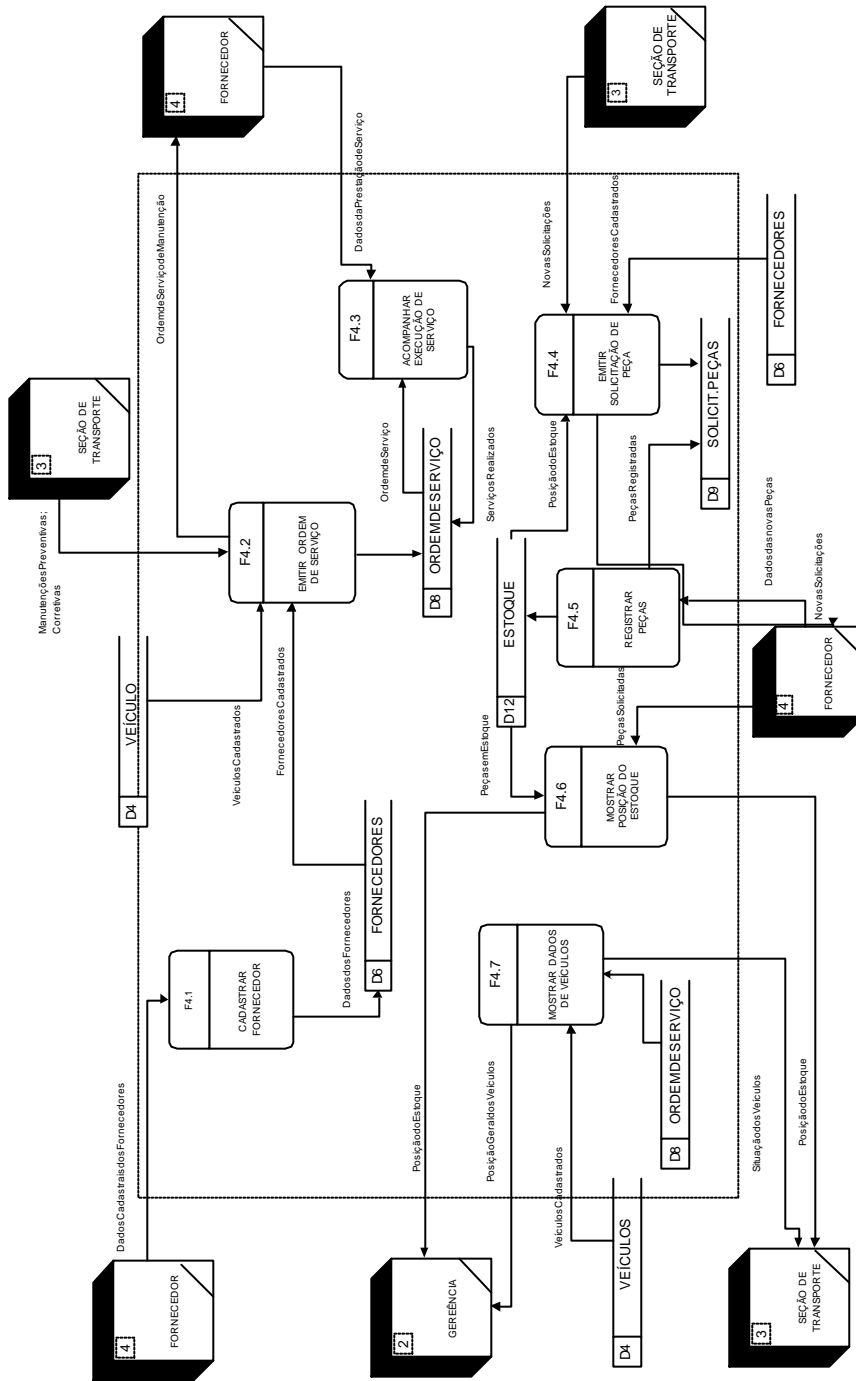 4
FORNECEDOR
DadosCadastraisdosFornecedores
F4.1
CADASTRAR
FORNECEDOR
DadosdosFornecedores
D6
FORNECEDORES
D4
VEÍCULO
VeículosCadastrados
FornecedoresCadastrados
ManutençõesPreventivas;
Corretivas
3
SEÇÃO DE
TRANSPORTE
F4.2
EMITIR ORDEM
DE SERVIÇO
OrdemdeServiçodeManutenção
4
FORNECEDOR
DadosdaPrestaçãodeServiço
F4.3
ACOMPANHAR
EXECUÇÃO DE
SERVIÇO
OrdemdeServiço
D8
ORDEMDESERVIÇO
ServiçosRealizados
2
GEREÊNCIA
PosiçãodoEstoque
PosiçãoGeraldosVeículos
F4.7
MOSTRAR DADOS
DE VEÍCULOS
VeículosCadastrados
D4
VEÍCULOS
D8
ORDEMDESERVIÇO
SituaçãodosVeículos
PosiçãodoEstoque
3
SEÇÃO DE
TRANSPORTE
PeçasemEstoque
F4.6
MOSTRAR
POSIÇÃO DO
ESTOQUE
D12
ESTOQUE
PeçasSolicitadas
F4.5
REGISTRAR
PEÇAS
PosiçãodoEstoque
F4.4
EMITIR
SOLICITAÇÃO DE
PEÇA
NovasSolicitações
3
SEÇÃO DE
TRANSPORTE
FornecedoresCadastrados
D6
FORNECEDORES
PeçasRegistradas
D9
SOLICIT.PEÇAS
DadosdasnovasPeças
NovasSolicitações
4
FORNECEDOR